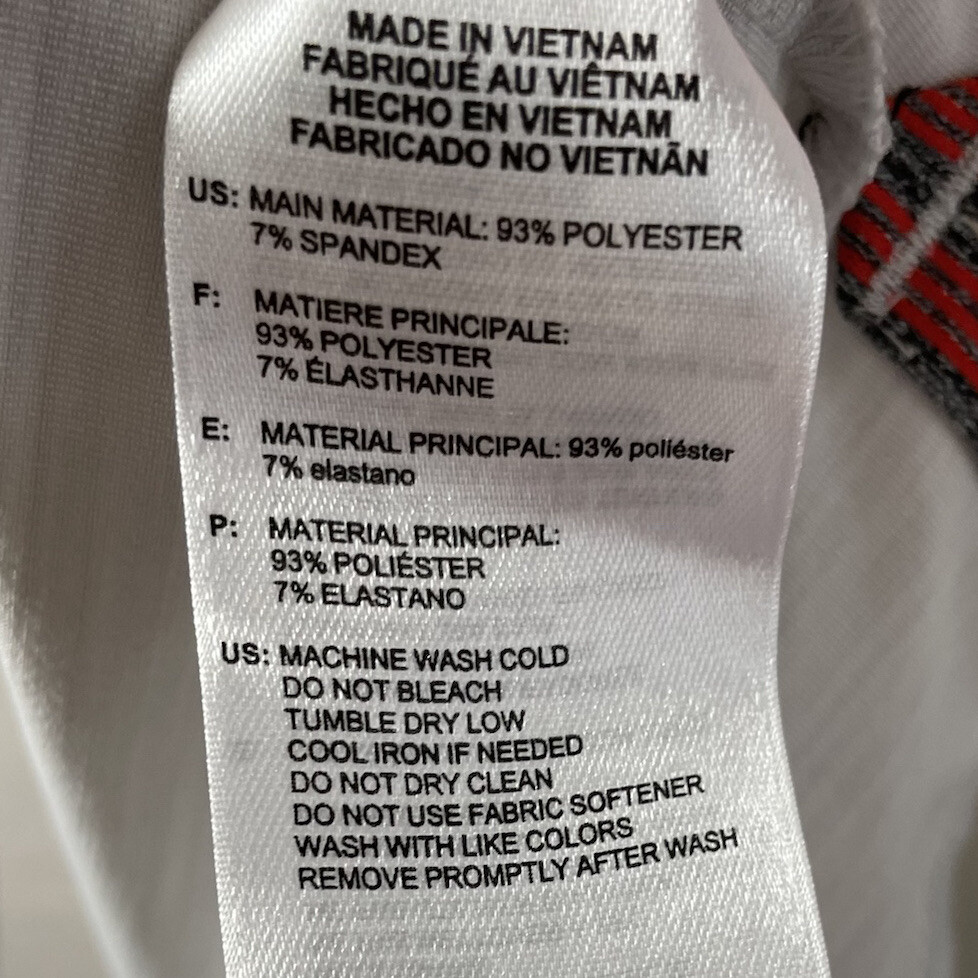 MADE IN VIETNAM
FABRIQUÉ AU VIÊTNAM
HECHO EN VIETNAM
FABRICADO NO VIETNÃN
US: MAIN MATERIAL: 93% POLYESTER
7% SPANDEX
F: MATIERE PRINCIPALE:
93% POLYESTER
7% ÉLASTHANNE
E: MATERIAL PRINCIPAL: 93% poliéster
7% elastano
P: MATERIAL PRINCIPAL:
93% POLIÉSTER
7% ELASTANO
US: MACHINE WASH COLD
DO NOT BLEACH
TUMBLE DRY LOW
COOL IRON IF NEEDED
DO NOT DRY CLEAN
DO NOT USE FABRIC SOFTENER
WASH WITH LIKE COLORS
REMOVE PROMPTLY AFTER WASH